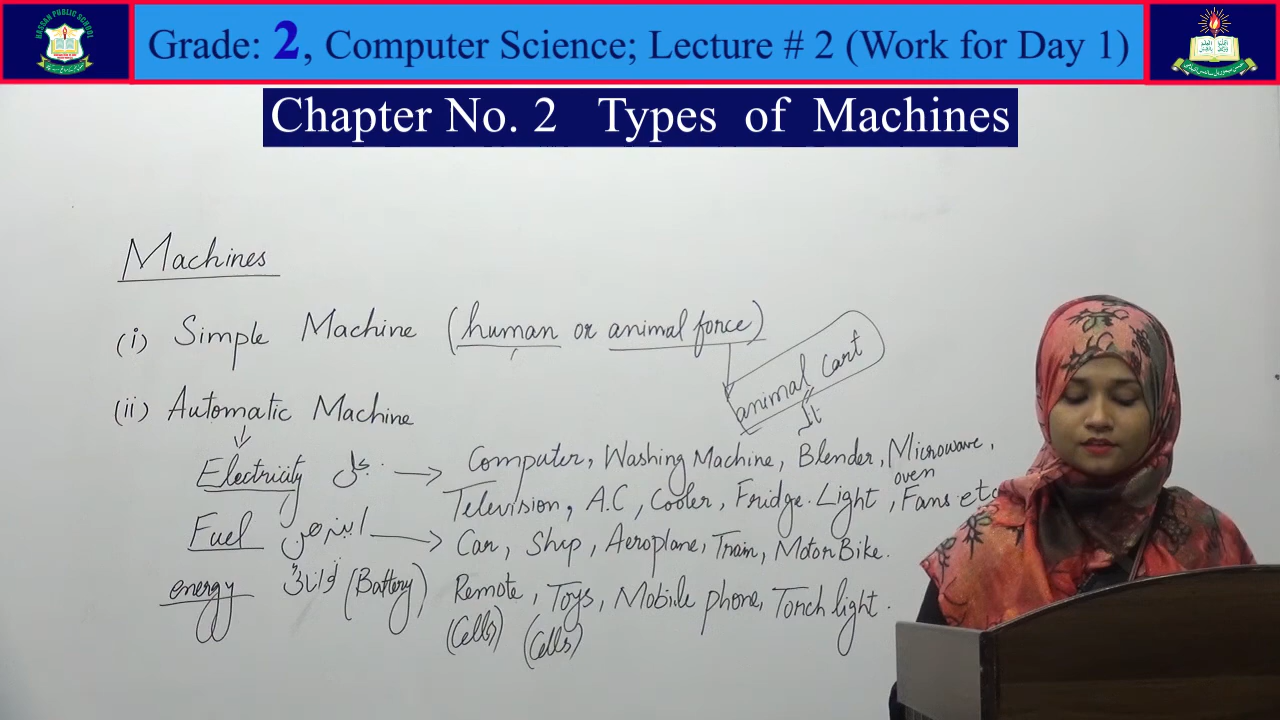 HASSAN PUBLIC SCHOOL
Grade: 2, Computer Science; Lecture # 2 (Work for Day 1)
Chapter No. 2 Types of Machines
Machines
(i) Simple Machine (human or animal force)
animal cart
(ii) Automatic Machine
Electricity بجلی Computer, Washing Machine, Blender, Microwave oven,
Television, A.C, Cooler, Fridge. Light, Fans etc
Fuel ایندھن Car, Ship, Aeroplane, Train, MotorBike.
energy توانائی (Battery) Remote, Toys, Mobile phone, Torch light.
(Cells) (Cells)